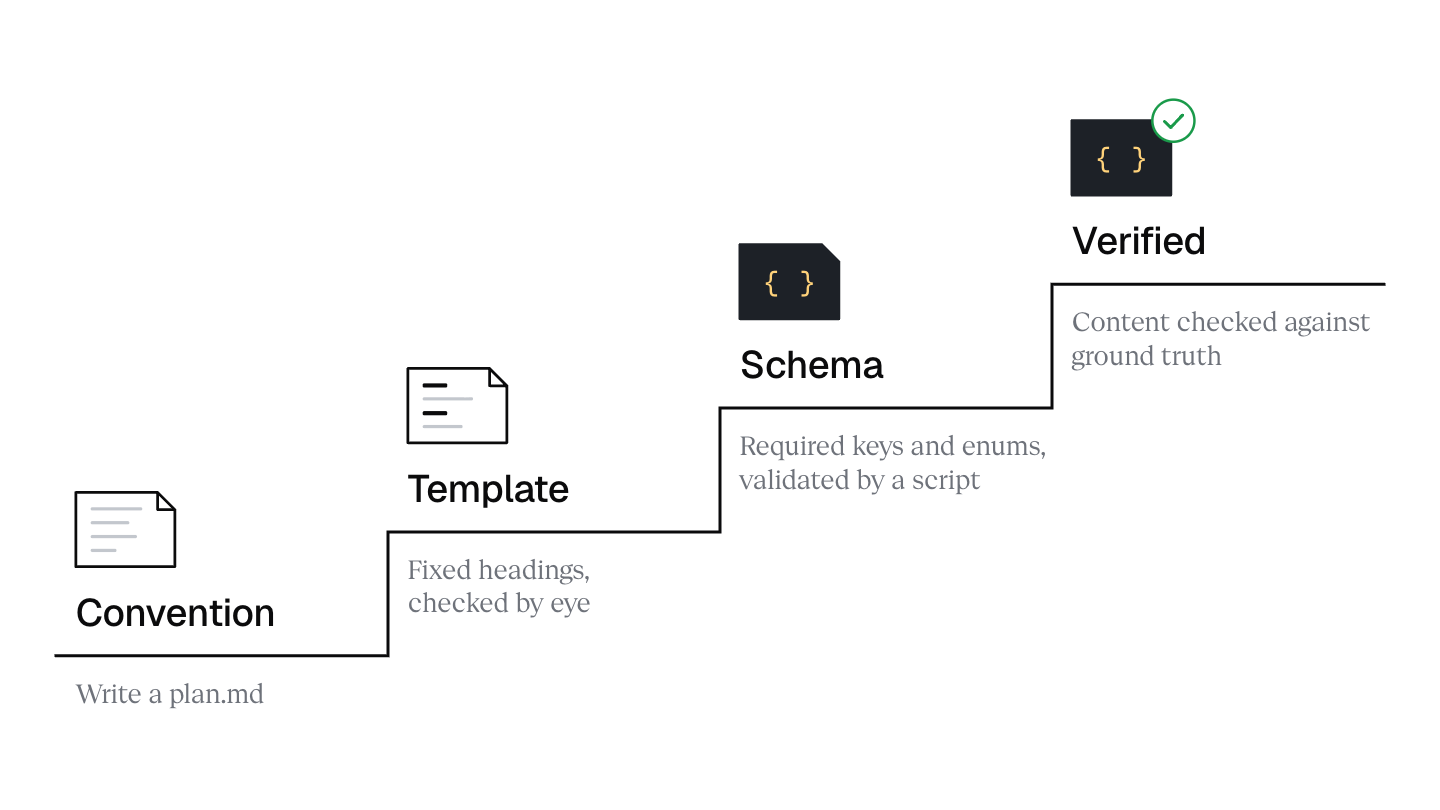 { }
Verified
Content checked against
ground truth
{ }
Schema
Required keys and enums,
validated by a script
Template
Fixed headings,
checked by eye
Convention
Write a plan.md